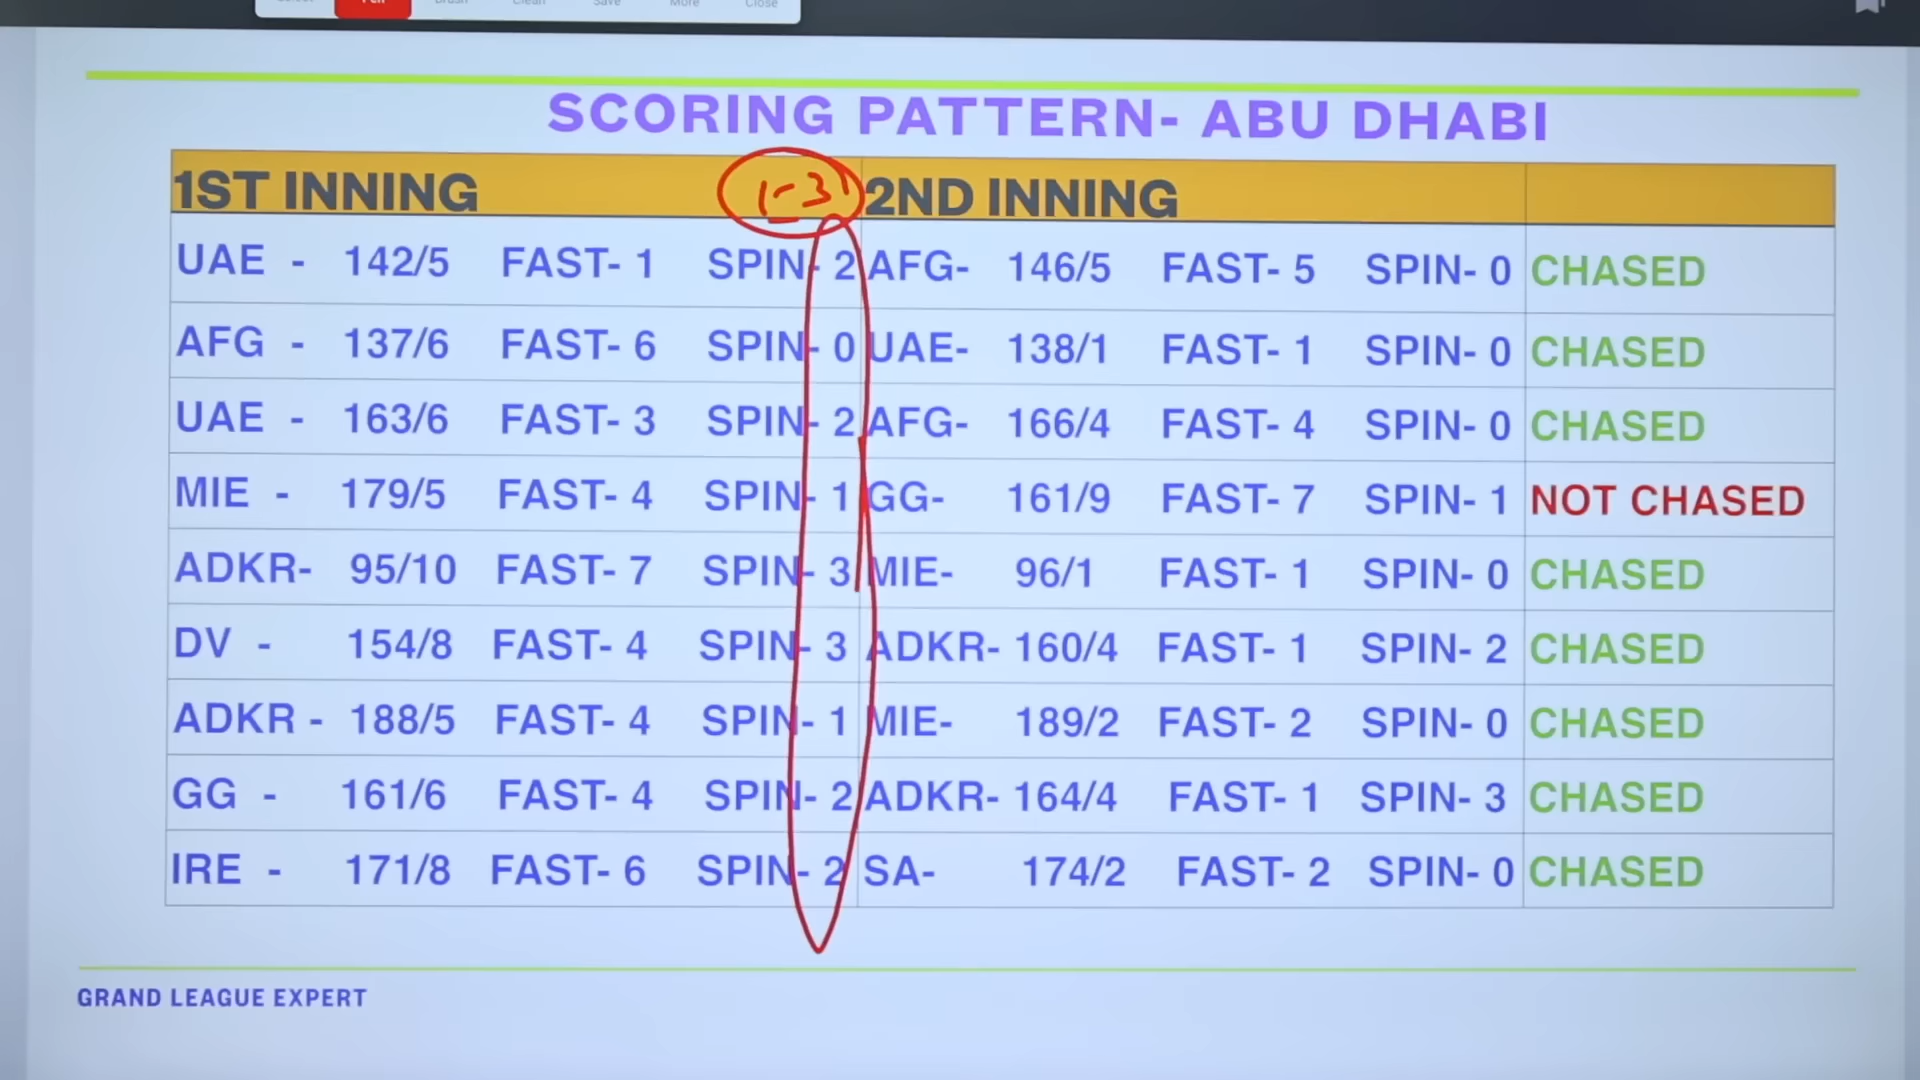 Select Pen Brush Clean Save More Close
SCORING PATTERN- ABU DHABI
1ST INNING 1-3 2ND INNING
UAE - 142/5 FAST- 1 SPIN- 2 AFG- 146/5 FAST- 5 SPIN- 0 CHASED
AFG - 137/6 FAST- 6 SPIN- 0 UAE- 138/1 FAST- 1 SPIN- 0 CHASED
UAE - 163/6 FAST- 3 SPIN- 2 AFG- 166/4 FAST- 4 SPIN- 0 CHASED
MIE - 179/5 FAST- 4 SPIN- 1 GG- 161/9 FAST- 7 SPIN- 1 NOT CHASED
ADKR- 95/10 FAST- 7 SPIN- 3 MIE- 96/1 FAST- 1 SPIN- 0 CHASED
DV - 154/8 FAST- 4 SPIN- 3 ADKR- 160/4 FAST- 1 SPIN- 2 CHASED
ADKR - 188/5 FAST- 4 SPIN- 1 MIE- 189/2 FAST- 2 SPIN- 0 CHASED
GG - 161/6 FAST- 4 SPIN- 2 ADKR- 164/4 FAST- 1 SPIN- 3 CHASED
IRE - 171/8 FAST- 6 SPIN- 2 SA- 174/2 FAST- 2 SPIN- 0 CHASED
GRAND LEAGUE EXPERT